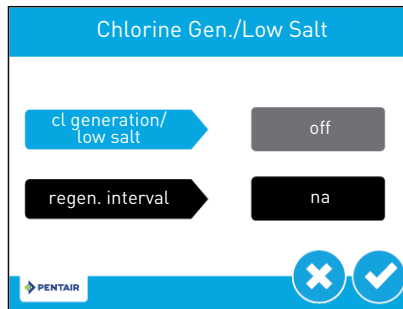 Chlorine Gen./Low Salt
cl generation/
low salt
off
regen. interval
na
PENTAIR